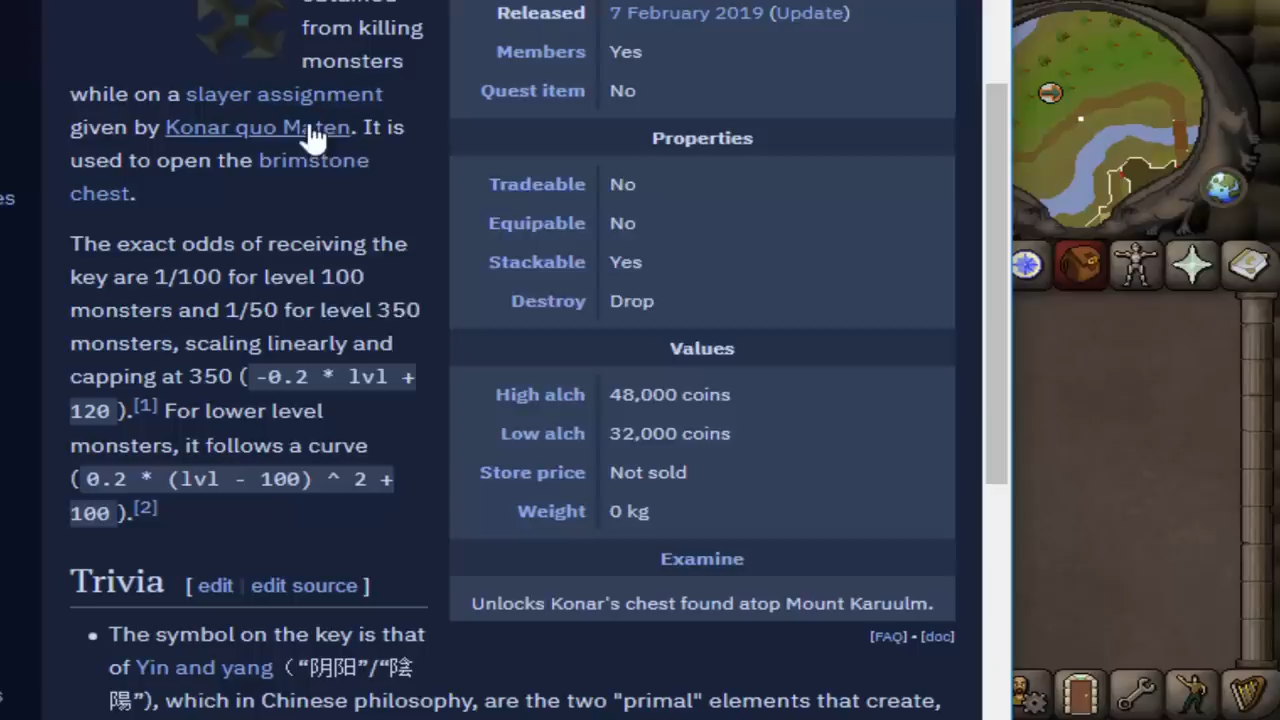 from killing
monsters
while on a slayer assignment
given by Konar quo Maten. It is
used to open the brimstone
chest.
The exact odds of receiving the
key are 1/100 for level 100
monsters and 1/50 for level 350
monsters, scaling linearly and
capping at 350 ( -0.2 * lvl +
120 ).[1] For lower level
monsters, it follows a curve
( 0.2 * (lvl - 100) ^ 2 +
100 ).[2]
Trivia [ edit | edit source ]
• The symbol on the key is that
of Yin and yang （“阴阳”/“陰
陽”), which in Chinese philosophy, are the two "primal" elements that create,
Released 7 February 2019 (Update)
Members Yes
Quest item No
Properties
Tradeable No
Equipable No
Stackable Yes
Destroy Drop
Values
High alch 48,000 coins
Low alch 32,000 coins
Store price Not sold
Weight 0 kg
Examine
Unlocks Konar's chest found atop Mount Karuulm.
[FAQ] • [doc]